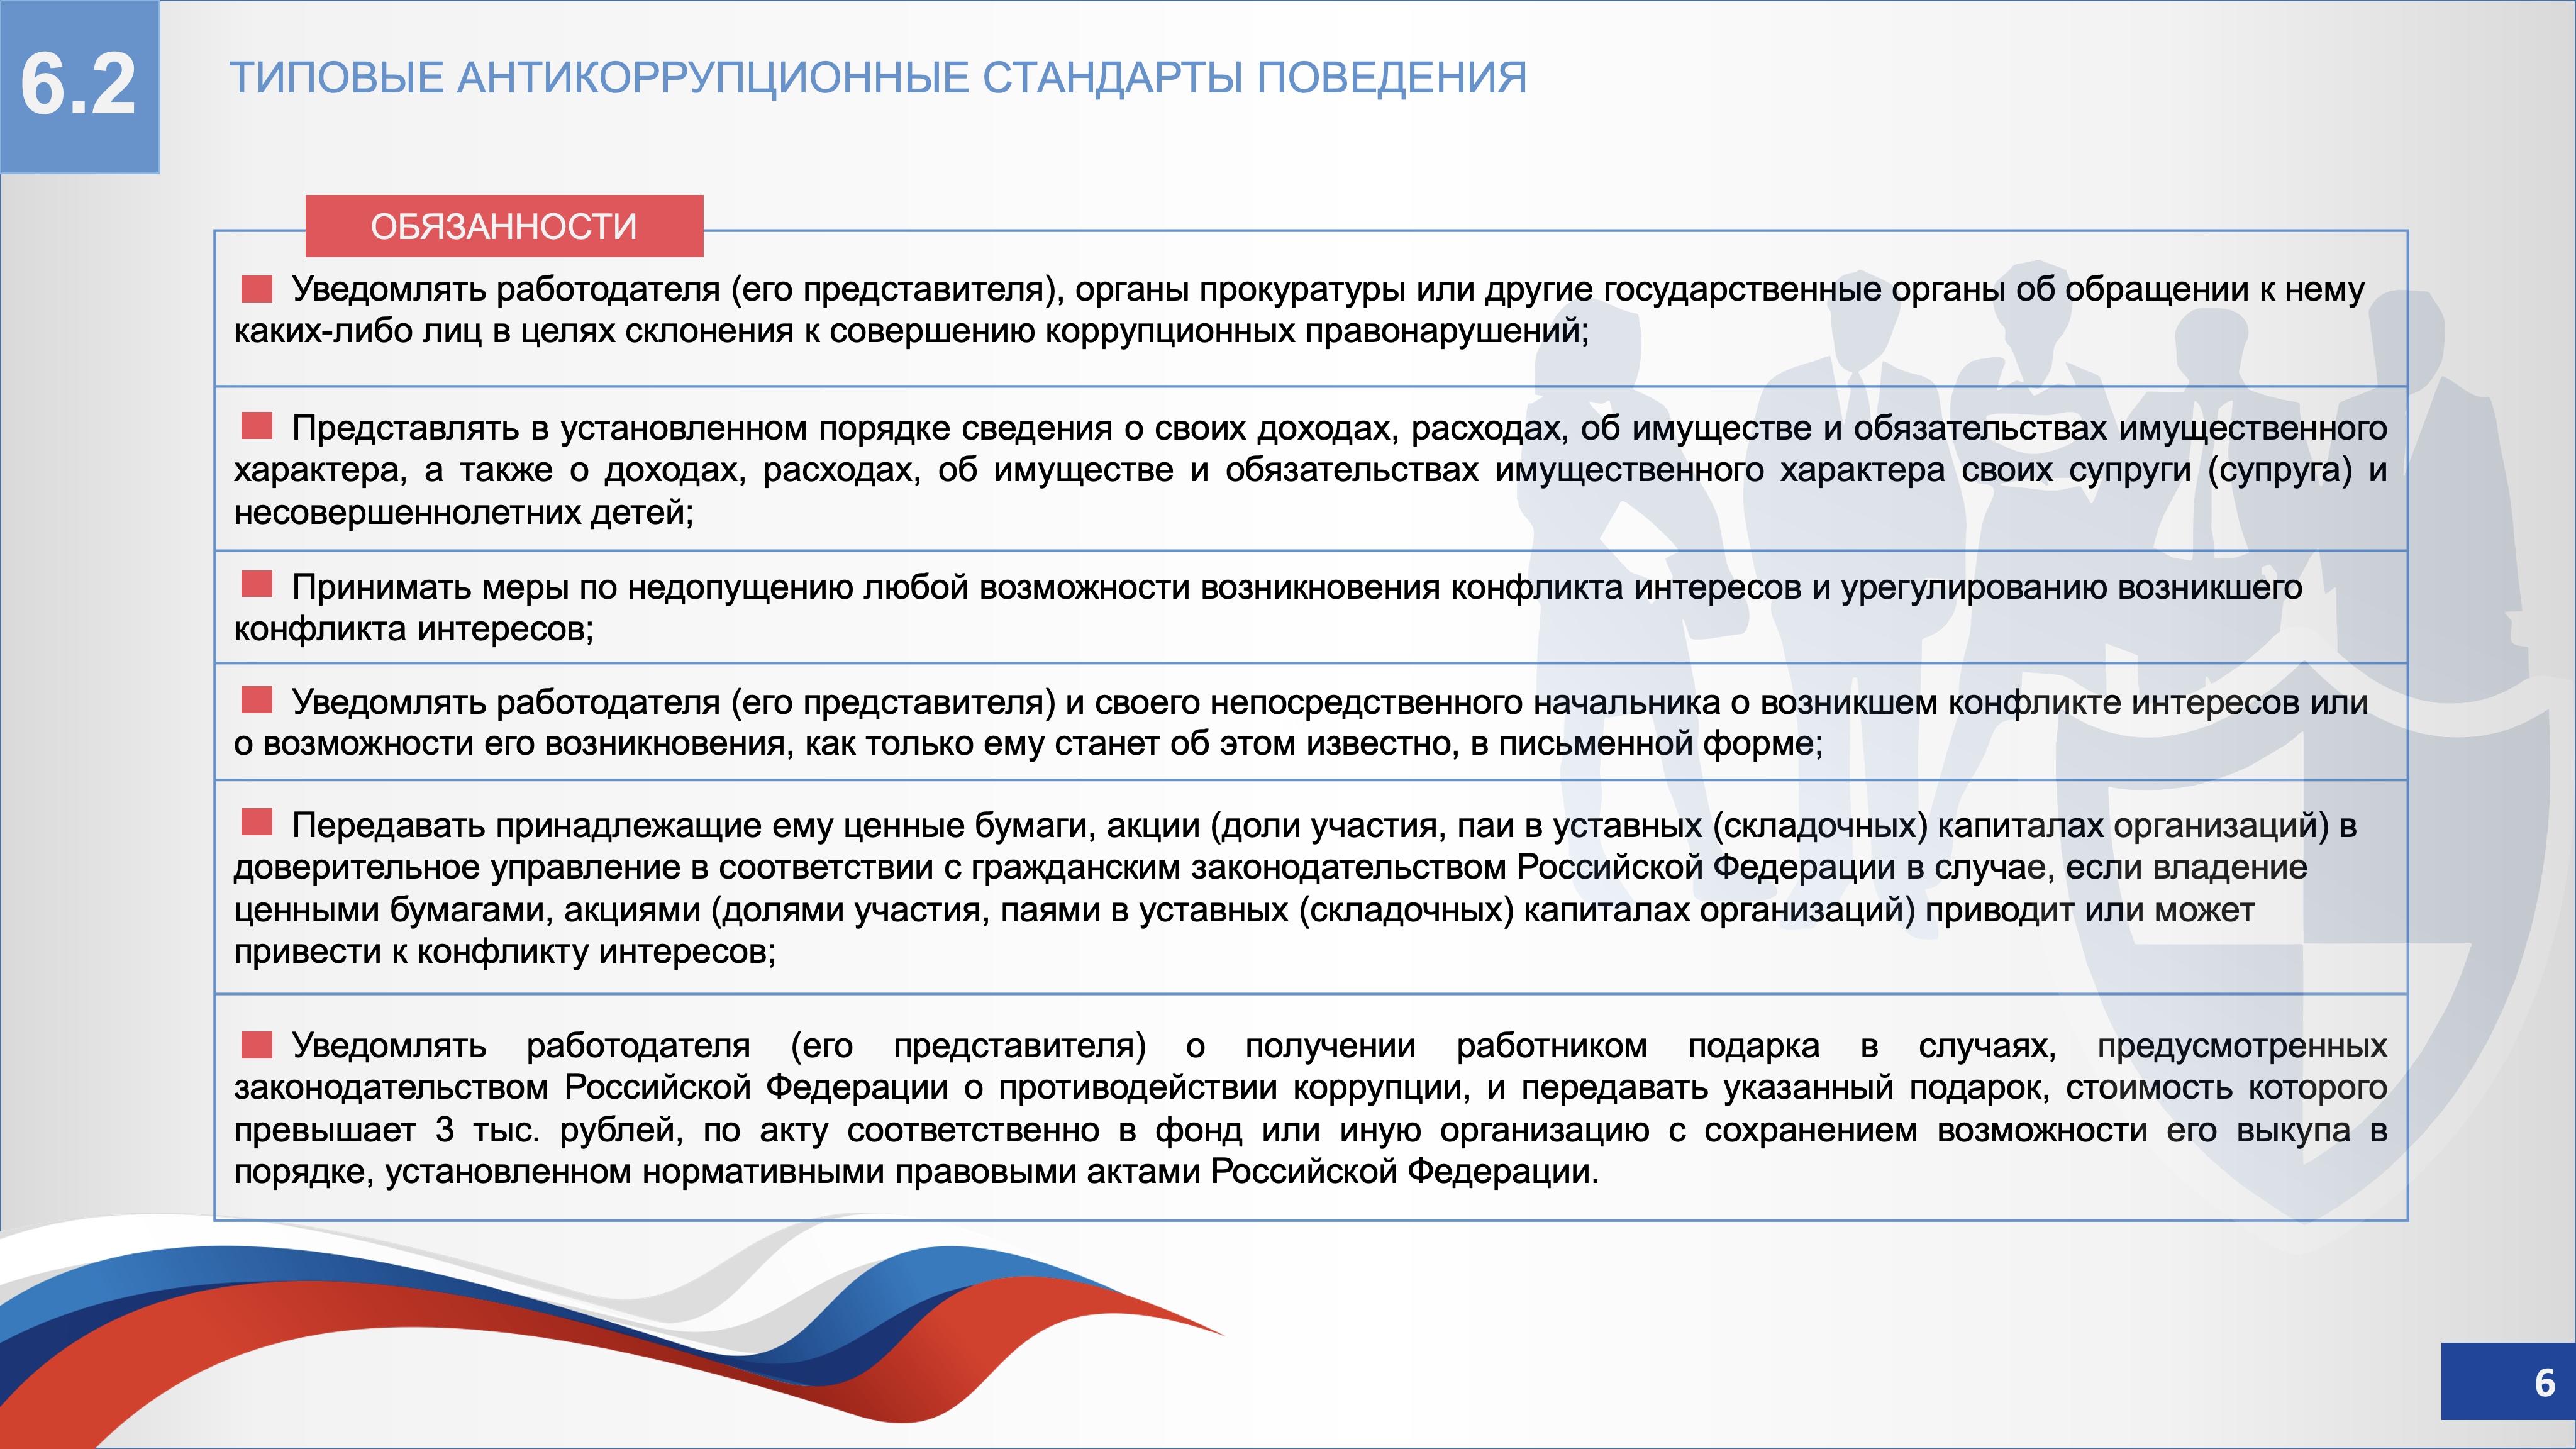 6.2
ТИПОВЫЕ АНТИКОРРУПЦИОННЫЕ СТАНДАРТЫ ПОВЕДЕНИЯ
ОБЯЗАННОСТИ
Уведомлять работодателя (его представителя), органы прокуратуры или другие государственные органы об обращении к нему
каких-либо лиц в целях склонения к совершению коррупционных правонарушений;
Представлять в установленном порядке сведения о своих доходах, расходах, об имуществе и обязательствах имущественного
характера, а также о доходах, расходах, об имуществе и обязательствах имущественного характера своих супруги (супруга) и
несовершеннолетних детей;
Принимать меры по недопущению любой возможности возникновения конфликта интересов и урегулированию возникшего
конфликта интересов;
Уведомлять работодателя (его представителя) и своего непосредственного начальника о возникшем конфликте интересов или
о возможности его возникновения, как только ему станет об этом известно, в письменной форме;
Передавать принадлежащие ему ценные бумаги, акции (доли участия, паи в уставных (складочных) капиталах организаций) в
доверительное управление в соответствии с гражданским законодательством Российской Федерации в случае, если владение
ценными бумагами, акциями (долями участия, паями в уставных (складочных) капиталах организаций) приводит или может
привести к конфликту интересов;
Уведомлять работодателя (его представителя) о получении работником подарка в случаях, предусмотренных
законодательством Российской Федерации о противодействии коррупции, и передавать указанный подарок, стоимость которого
превышает 3 тыс. рублей, по акту соответственно в фонд или иную организацию с сохранением возможности его выкупа в
порядке, установленном нормативными правовыми актами Российской Федерации.
6